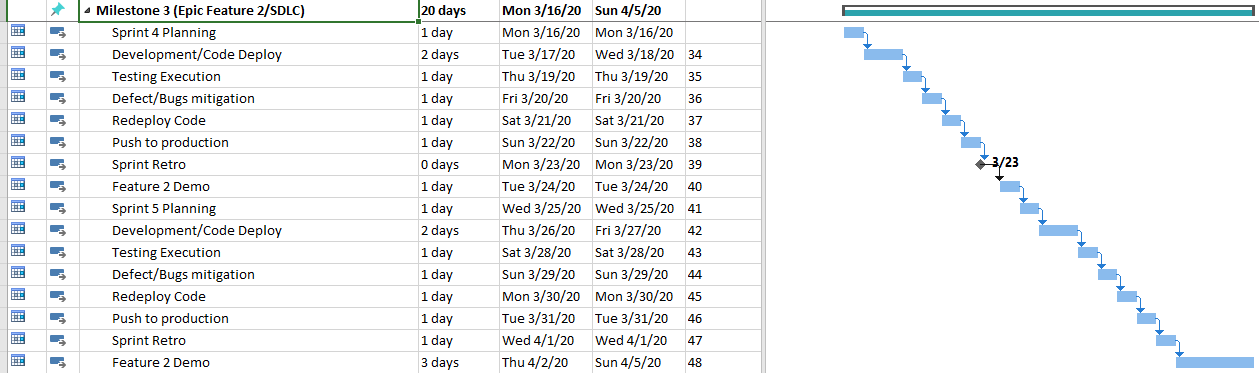 Milestone 3 (Epic Feature 2/SDLC) 20 days Mon 3/16/20 Sun 4/5/20
Sprint 4 Planning 1 day Mon 3/16/20 Mon 3/16/20
Development/Code Deploy 2 days Tue 3/17/20 Wed 3/18/20 34
Testing Execution 1 day Thu 3/19/20 Thu 3/19/20 35
Defect/Bugs mitigation 1 day Fri 3/20/20 Fri 3/20/20 36
Redeploy Code 1 day Sat 3/21/20 Sat 3/21/20 37
Push to production 1 day Sun 3/22/20 Sun 3/22/20 38
Sprint Retro 0 days Mon 3/23/20 Mon 3/23/20 39 3/23
Feature 2 Demo 1 day Tue 3/24/20 Tue 3/24/20 40
Sprint 5 Planning 1 day Wed 3/25/20 Wed 3/25/20 41
Development/Code Deploy 2 days Thu 3/26/20 Fri 3/27/20 42
Testing Execution 1 day Sat 3/28/20 Sat 3/28/20 43
Defect/Bugs mitigation 1 day Sun 3/29/20 Sun 3/29/20 44
Redeploy Code 1 day Mon 3/30/20 Mon 3/30/20 45
Push to production 1 day Tue 3/31/20 Tue 3/31/20 46
Sprint Retro 1 day Wed 4/1/20 Wed 4/1/20 47
Feature 2 Demo 3 days Thu 4/2/20 Sun 4/5/20 48